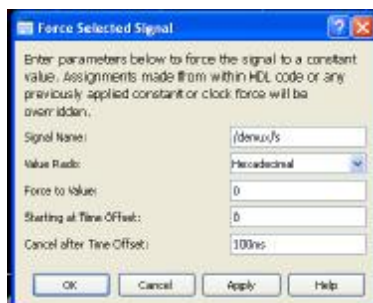 Force Selected Signal
Enter parameters below to force the signal to a constant
value. Assignments made from within HDL code or any
previously applied constant or clock force will be
overridden.
Signal Name: /demux/s
Value Radix: Hexadecimal
Force to Value: 0
Starting at Time Offset: 0
Cancel after Time Offset: 100ns
OK Cancel Apply Help